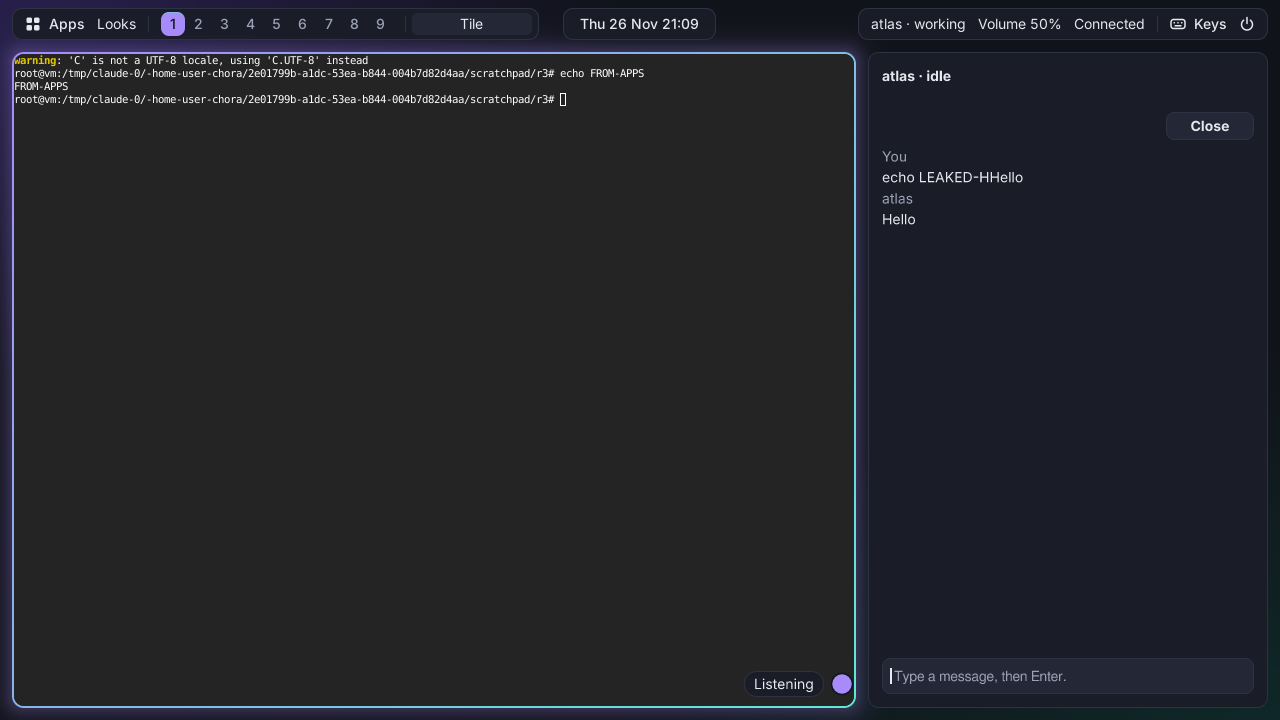 Apps Looks 1 2 3 4 5 6 7 8 9 Tile Thu 26 Nov 21:09 atlas · working Volume 50% Connected Keys
warning: 'C' is not a UTF-8 locale, using 'C.UTF-8' instead
root@vm:/tmp/claude-0/-home-user-chora/2e01799b-a1dc-53ea-b844-004b7d82d4aa/scratchpad/r3# echo FROM-APPS
FROM-APPS
root@vm:/tmp/claude-0/-home-user-chora/2e01799b-a1dc-53ea-b844-004b7d82d4aa/scratchpad/r3#
Listening
atlas · idle
Close
You
echo LEAKED-HHello
atlas
Hello
Type a message, then Enter.